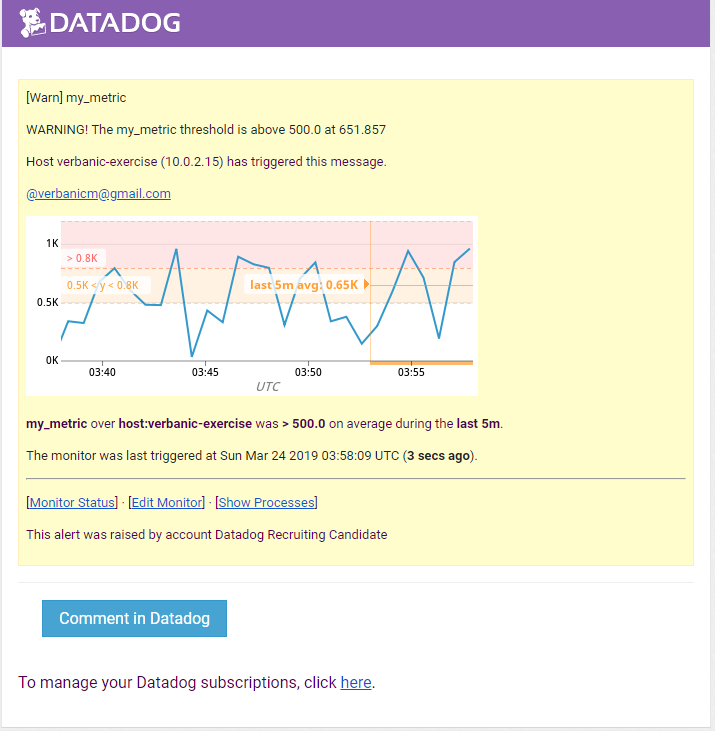 DATADOG
[Warn] my_metric
WARNING! The my_metric threshold is above 500.0 at 651.857
Host verbanic-exercise (10.0.2.15) has triggered this message.
@verbanicm@gmail.com
1K
> 0.8K
0.5K < y < 0.8K
last 5m avg: 0.65K
0.5K
0K
03:40 03:45 03:50 03:55
UTC
my_metric over host:verbanic-exercise was > 500.0 on average during the last 5m.
The monitor was last triggered at Sun Mar 24 2019 03:58:09 UTC (3 secs ago).
[Monitor Status] · [Edit Monitor] · [Show Processes]
This alert was raised by account Datadog Recruiting Candidate
Comment in Datadog
To manage your Datadog subscriptions, click here.